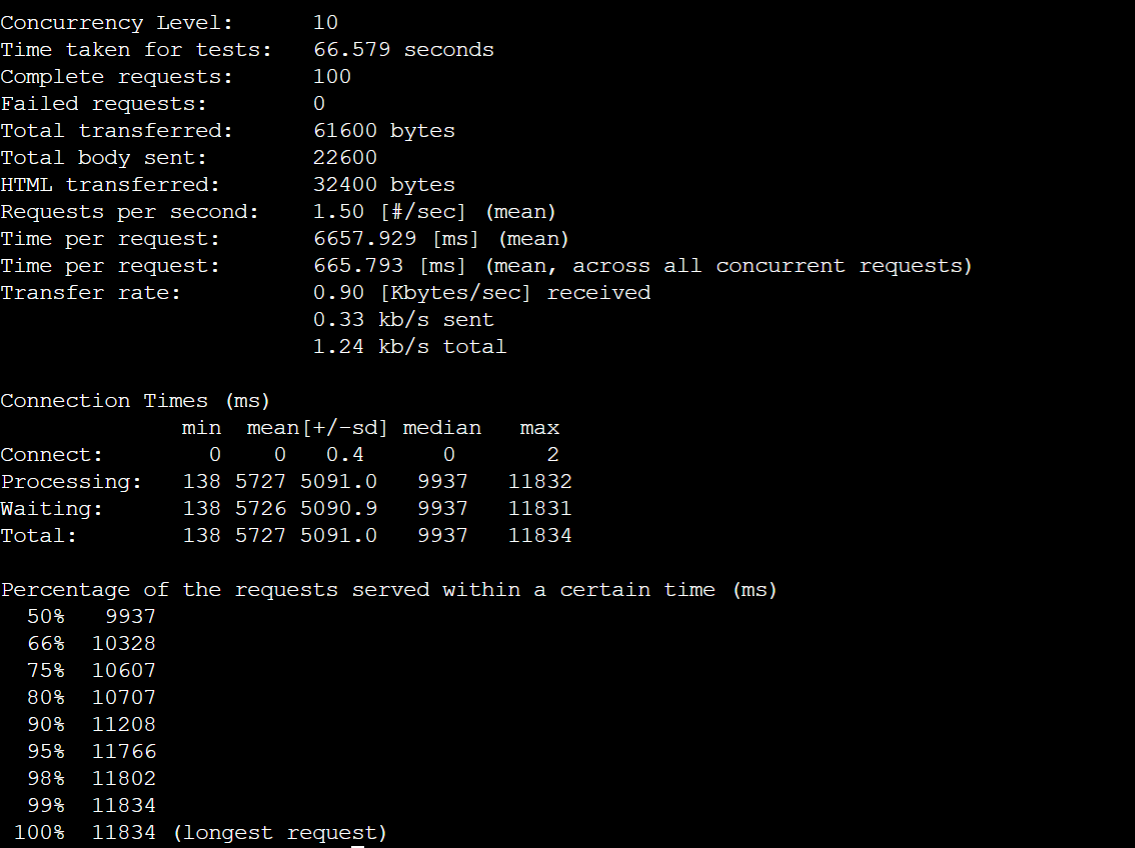 Concurrency Level:      10
Time taken for tests:   66.579 seconds
Complete requests:      100
Failed requests:        0
Total transferred:      61600 bytes
Total body sent:        22600
HTML transferred:       32400 bytes
Requests per second:    1.50 [#/sec] (mean)
Time per request:       6657.929 [ms] (mean)
Time per request:       665.793 [ms] (mean, across all concurrent requests)
Transfer rate:          0.90 [Kbytes/sec] received
                        0.33 kb/s sent
                        1.24 kb/s total

Connection Times (ms)
              min  mean[+/-sd] median   max
Connect:        0    0   0.4      0       2
Processing:   138 5727 5091.0   9937   11832
Waiting:      138 5726 5090.9   9937   11831
Total:        138 5727 5091.0   9937   11834

Percentage of the requests served within a certain time (ms)
  50%   9937
  66%  10328
  75%  10607
  80%  10707
  90%  11208
  95%  11766
  98%  11802
  99%  11834
 100%  11834 (longest request)